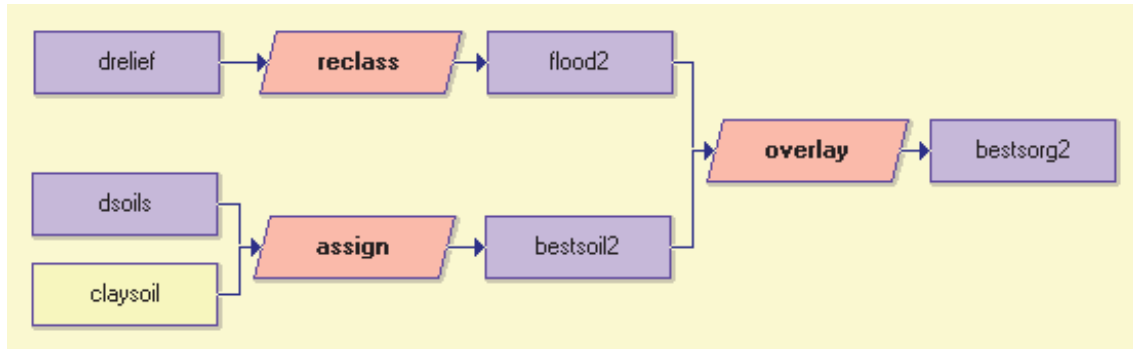 drelief
reclass
flood2
overlay
bestsorg2
dsoils
assign
bestsoil2
claysoil